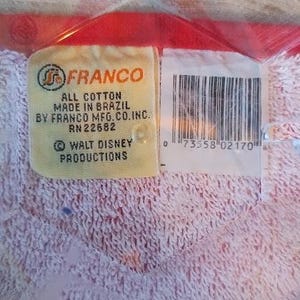 FRANCO
ALL COTTON
MADE IN BRAZIL
BY FRANCO MFG.CO.INC.
RN 22682
© WALT DISNEY
PRODUCTIONS
0 73558 02170